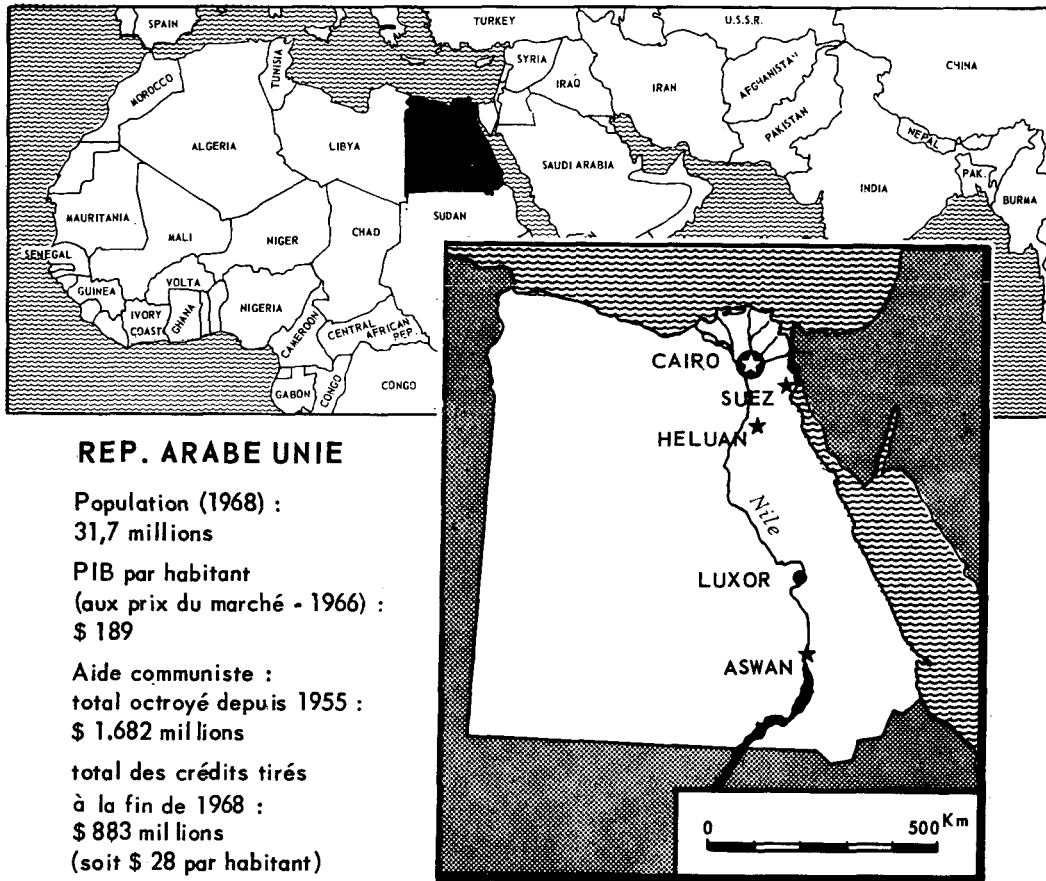 SPAIN
TURKEY
U.S.S.R.
CHINA
MOROCCO
TUNISIA
SYRIA
IRAQ
IRAN
AFGHANISTAN
PAKISTAN
NEPAL
ALGERIA
LIBYA
SAUDI ARABIA
INDIA
PAK.
BURMA
MAURITANIA
MALI
NIGER
CHAD
SUDAN
SENEGAL
GUINEA
VOLTA
IVORY
COAST
GHANA
NIGERIA
CAMEROON
CENTRAL
AFRICAN
REP.
GABON
CONGO
CONGO
CAIRO
SUEZ
HELUAN
Nile
LUXOR
ASWAN
0 500 Km
REP. ARABE UNIE
Population (1968) :
31,7 millions
PIB par habitant
(aux prix du marché - 1966) :
$ 189
Aide communiste :
total octroyé depuis 1955 :
$ 1.682 millions
total des crédits tirés
à la fin de 1968 :
$ 883 millions
(soit $ 28 par habitant)